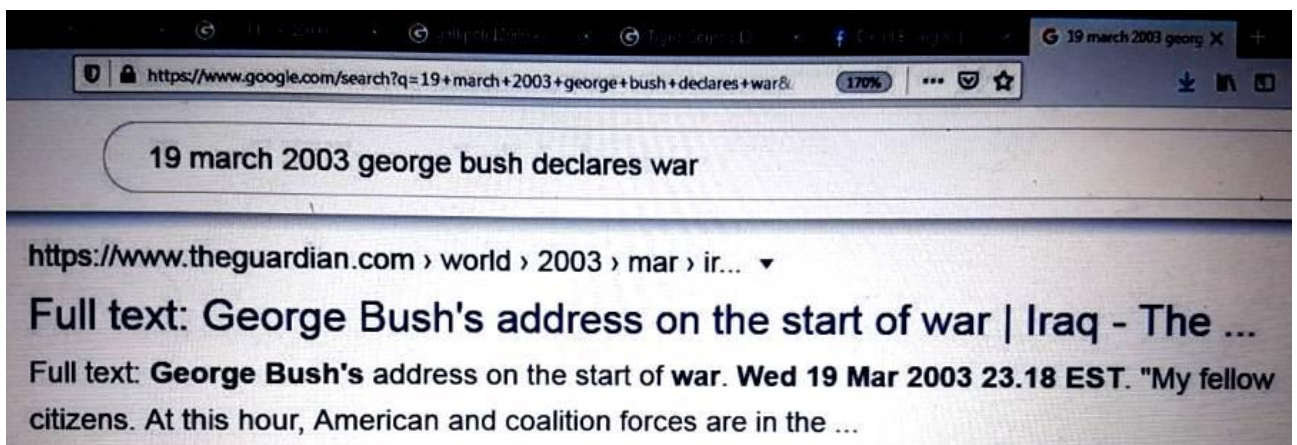 19 march 2003 georg
https://www.google.com/search?q=19+march+2003+george+bush+declares+war&
170%
19 march 2003 george bush declares war
https://www.theguardian.com › world › 2003 › mar › ir...
Full text: George Bush's address on the start of war | Iraq - The ...
Full text: George Bush's address on the start of war. Wed 19 Mar 2003 23.18 EST. "My fellow
citizens. At this hour, American and coalition forces are in the ...